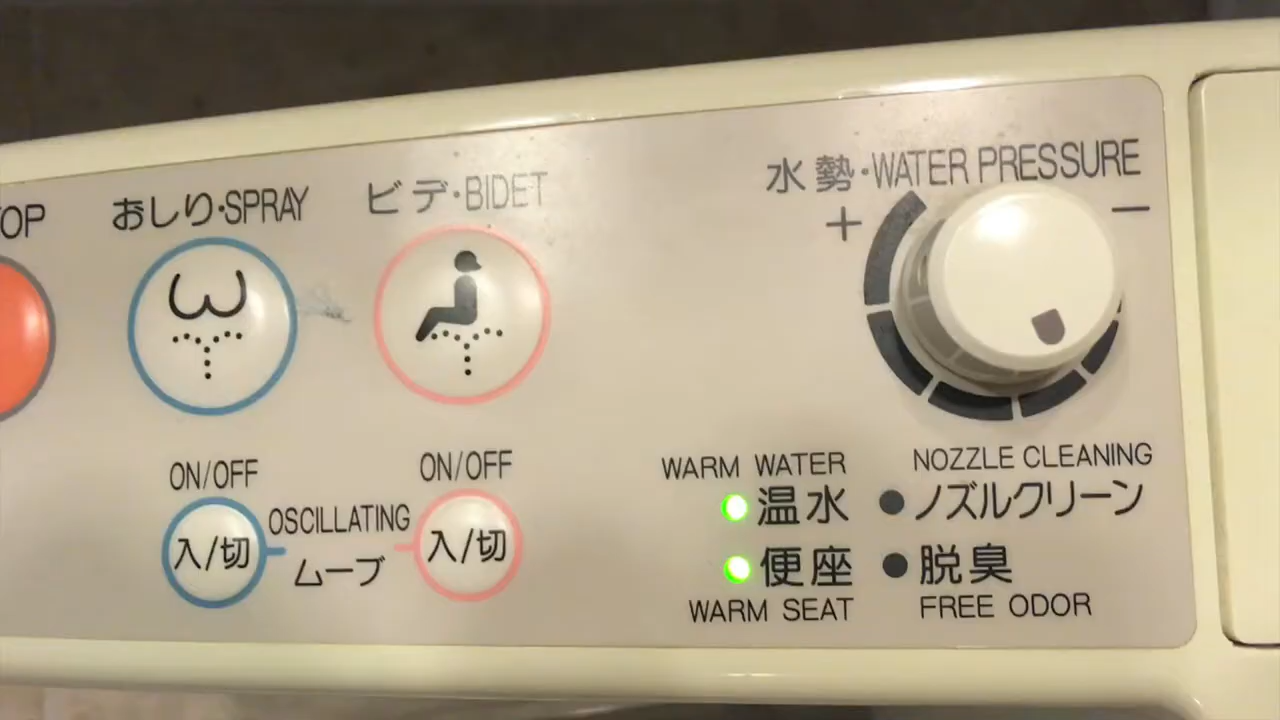 おしり・SPRAY
ビデ・BIDET
水勢・WATER PRESSURE
+
−
ON/OFF
入/切
OSCILLATING
ムーブ
ON/OFF
入/切
WARM WATER
温水
便座
WARM SEAT
NOZZLE CLEANING
ノズルクリーン
脱臭
FREE ODOR